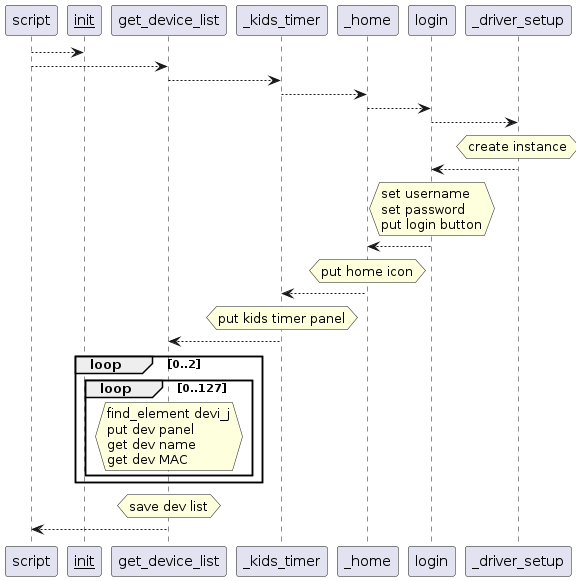 script
init
get_device_list
_kids_timer
_home
login
_driver_setup
create instance
set username
set password
put login button
put home icon
put kids timer panel
loop [0..2]
loop [0..127]
find_element devi_j
put dev panel
get dev name
get dev MAC
save dev list
script
init
get_device_list
_kids_timer
_home
login
_driver_setup